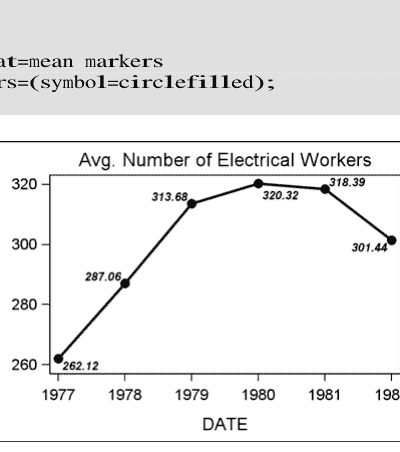 at=mean markers
rs=(symbol=circlefilled);
Avg. Number of Electrical Workers
320
318.39
313.68
320.32
300
301.44
287.06
280
260
262.12
1977 1978 1979 1980 1981 198
DATE